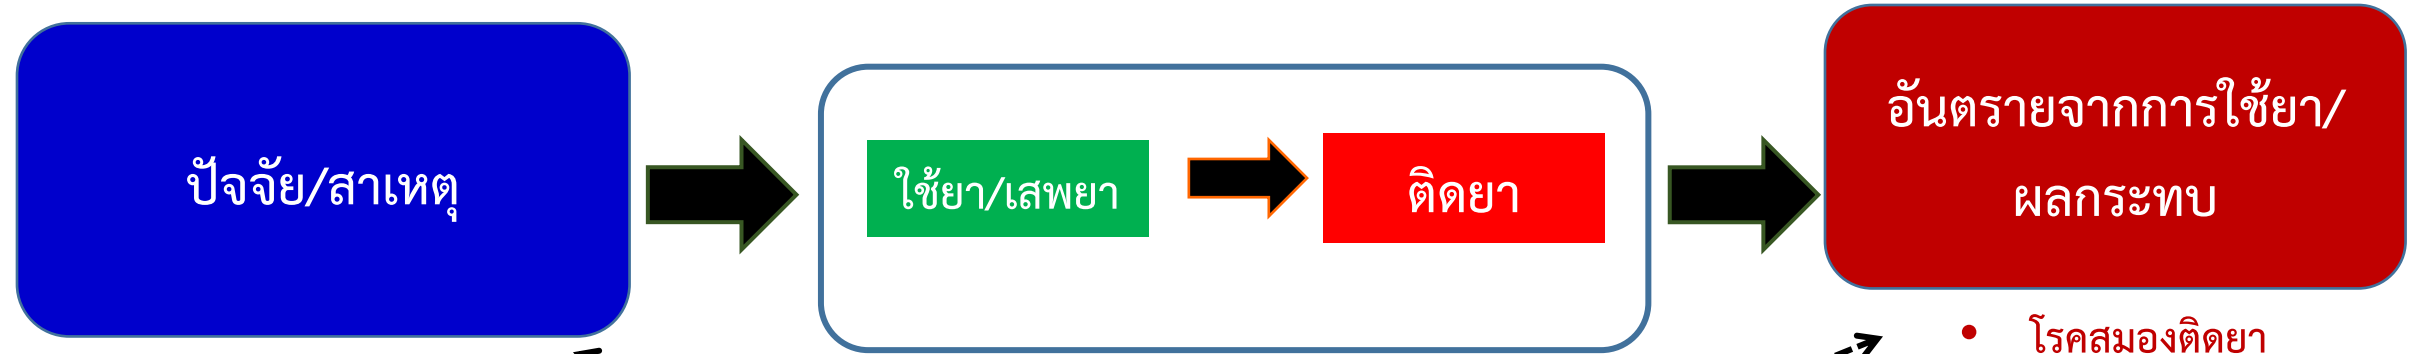 ปัจจัย/สาเหตุ
ใช้ยา/เสพยา
ติดยา
อันตรายจากการใช้ยา/
ผลกระทบ
• โรคสมองติดยา